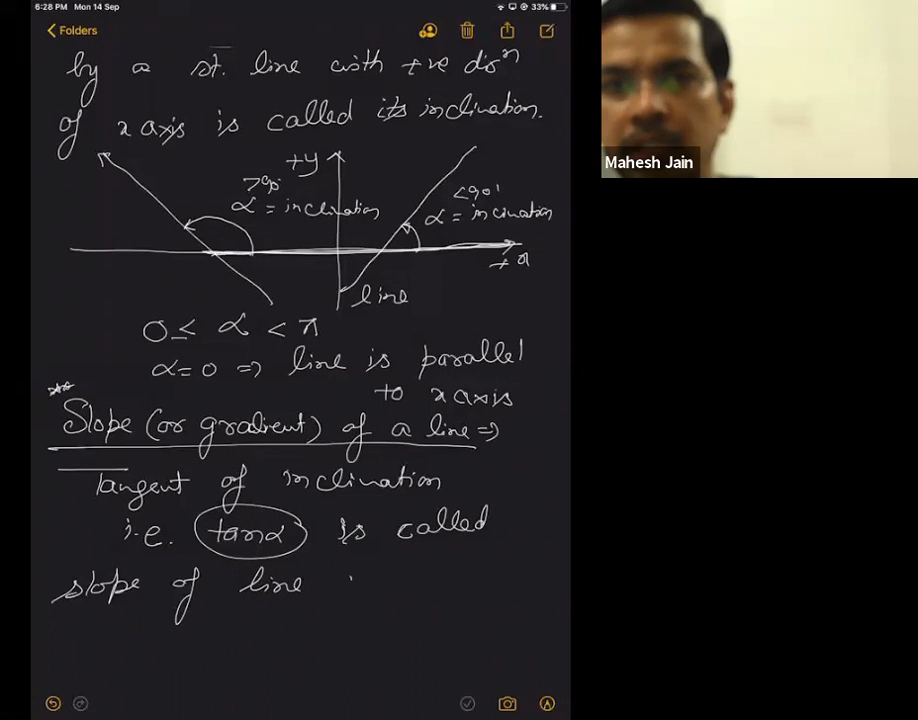 6:28 PM Mon 14 Sep
33%
Folders
by a st. line with +ve dirⁿ
of x axis is called its inclination.
+y
>90°
α = inclination
<90°
α = inclination
+x
line
0 ≤ α < π
α=0 ⇒ line is parallel
to x axis
** Slope (or gradient) of a line ⇒
Tangent of inclination
i.e. tanα is called
slope of line
Mahesh Jain